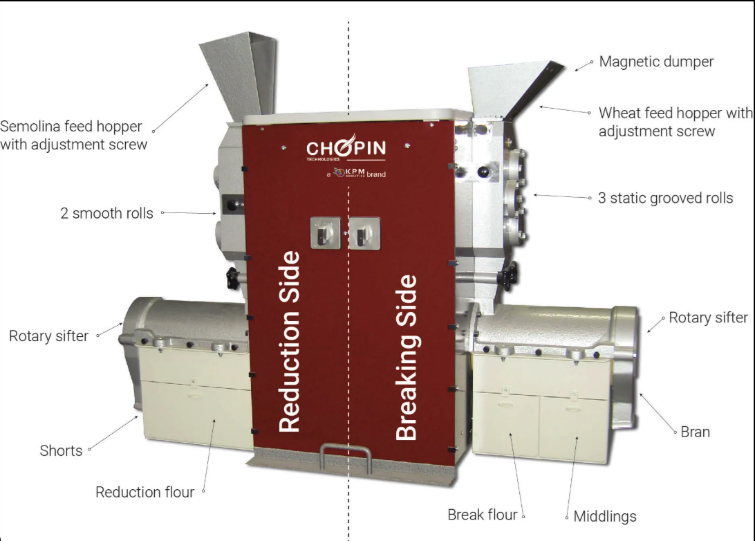 Magnetic dumper
Semolina feed hopper
with adjustment screw
Wheat feed hopper with
adjustment screw
CHOPIN
TECHNOLOGIES
a KPM brand
2 smooth rolls
3 static grooved rolls
Reduction Side
Breaking Side
Rotary sifter
Rotary sifter
Shorts
Bran
Reduction flour
Break flour
Middlings